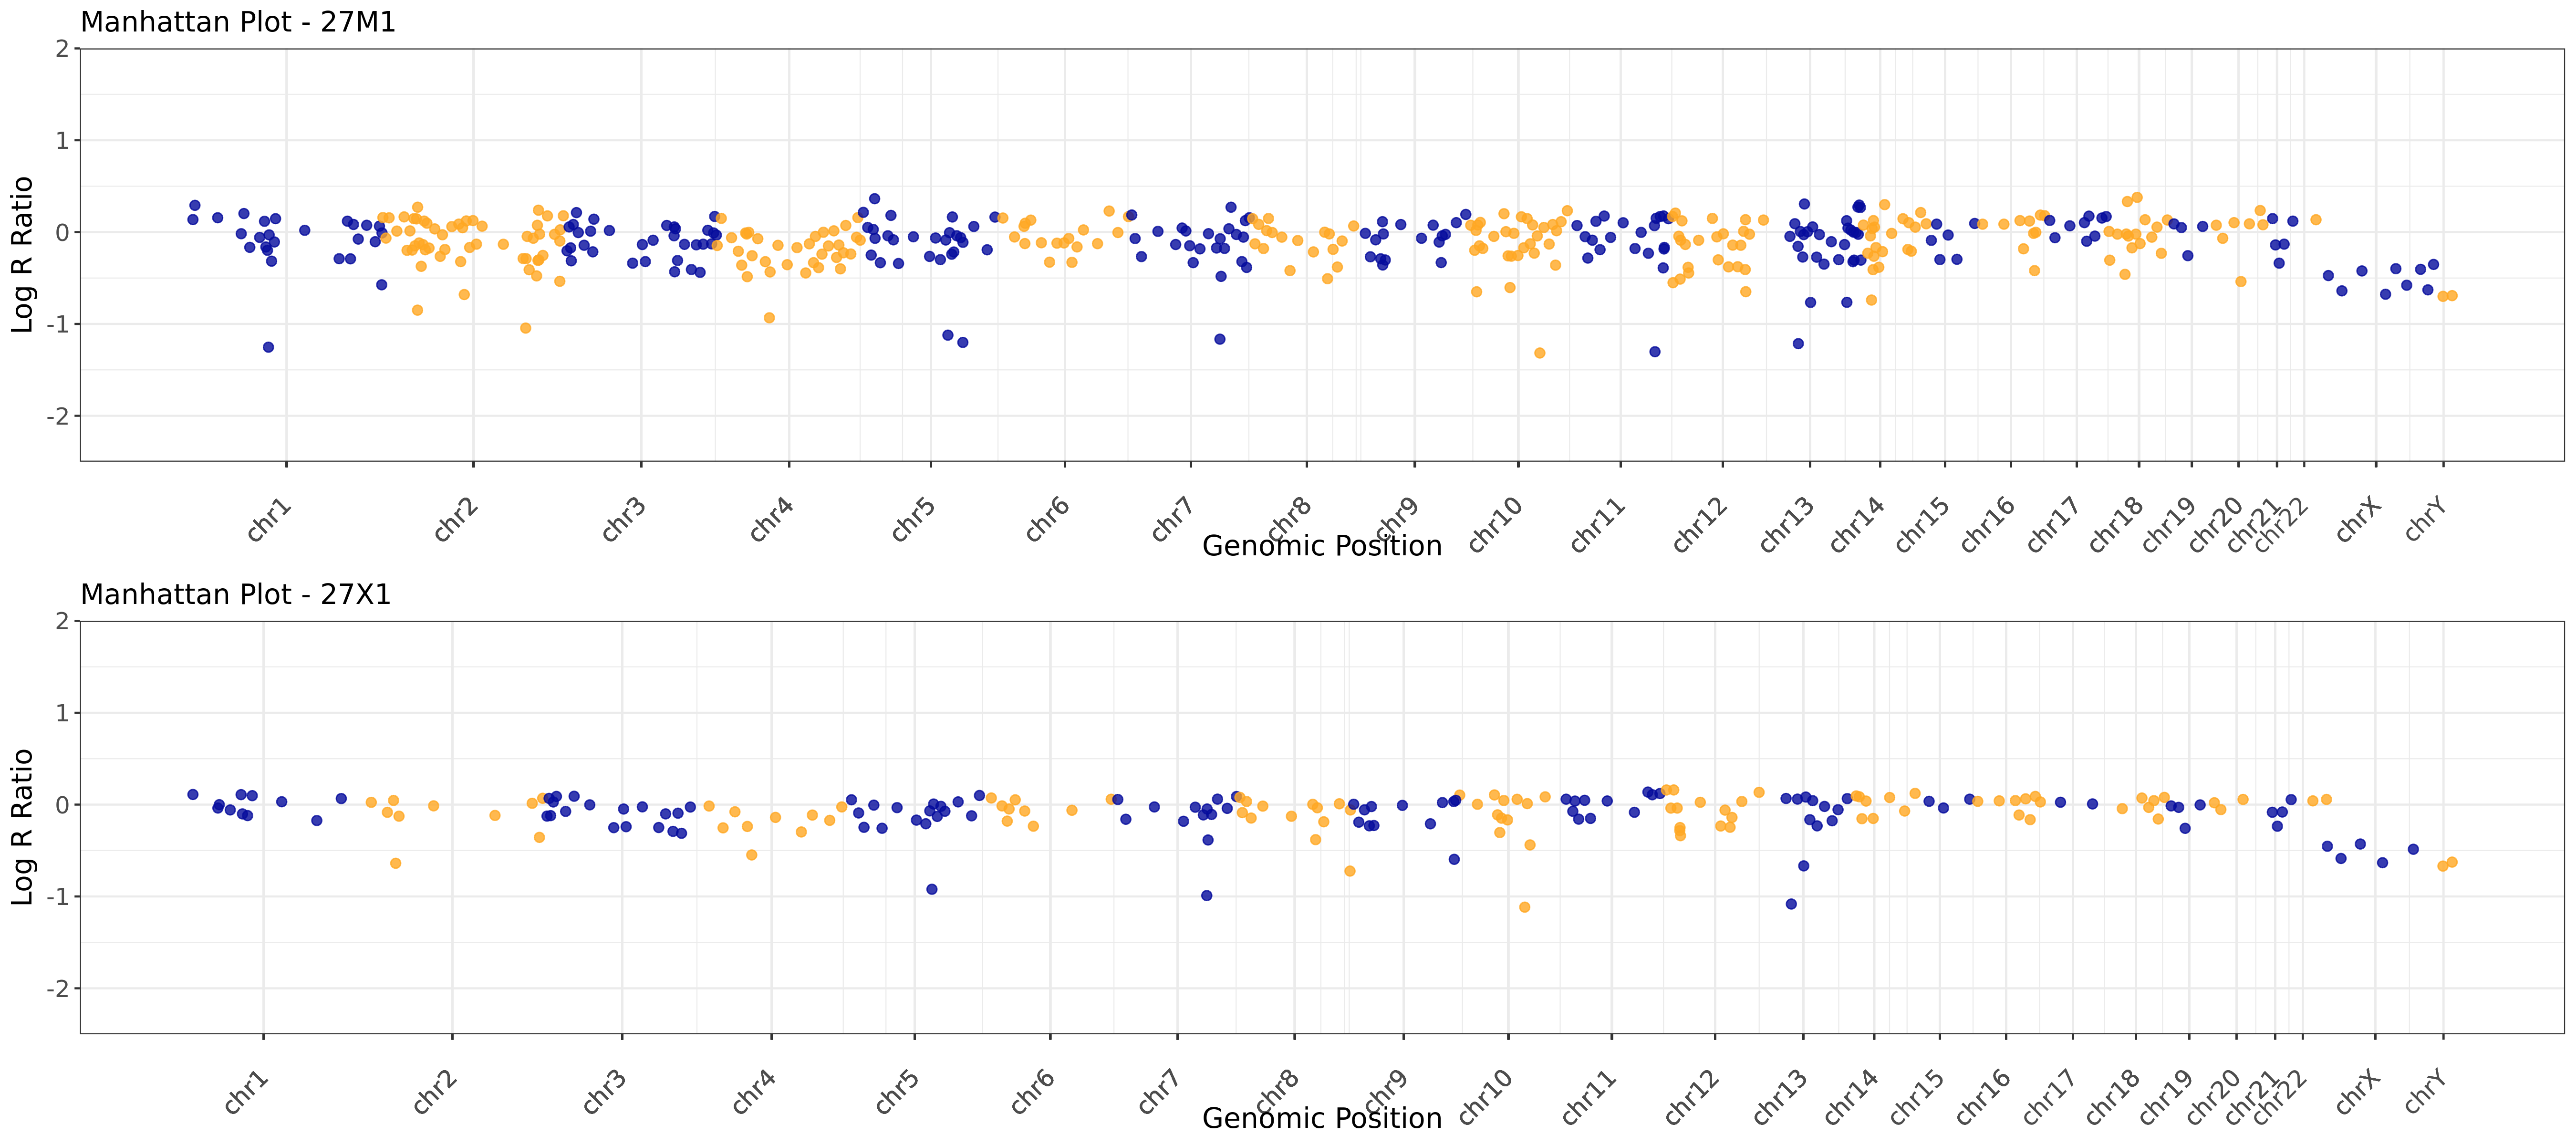 Manhattan Plot - 27M1
2
1
0
-1
-2
Log R Ratio
chr1 chr2 chr3 chr4 chr5 chr6 chr7 chr8 chr9 chr10 chr11 chr12 chr13 chr14 chr15 chr16 chr17 chr18 chr19 chr20 chr21 chr22 chrX chrY
Genomic Position
Manhattan Plot - 27X1
2
1
0
-1
-2
Log R Ratio
chr1 chr2 chr3 chr4 chr5 chr6 chr7 chr8 chr9 chr10 chr11 chr12 chr13 chr14 chr15 chr16 chr17 chr18 chr19 chr20 chr21 chr22 chrX chrY
Genomic Position